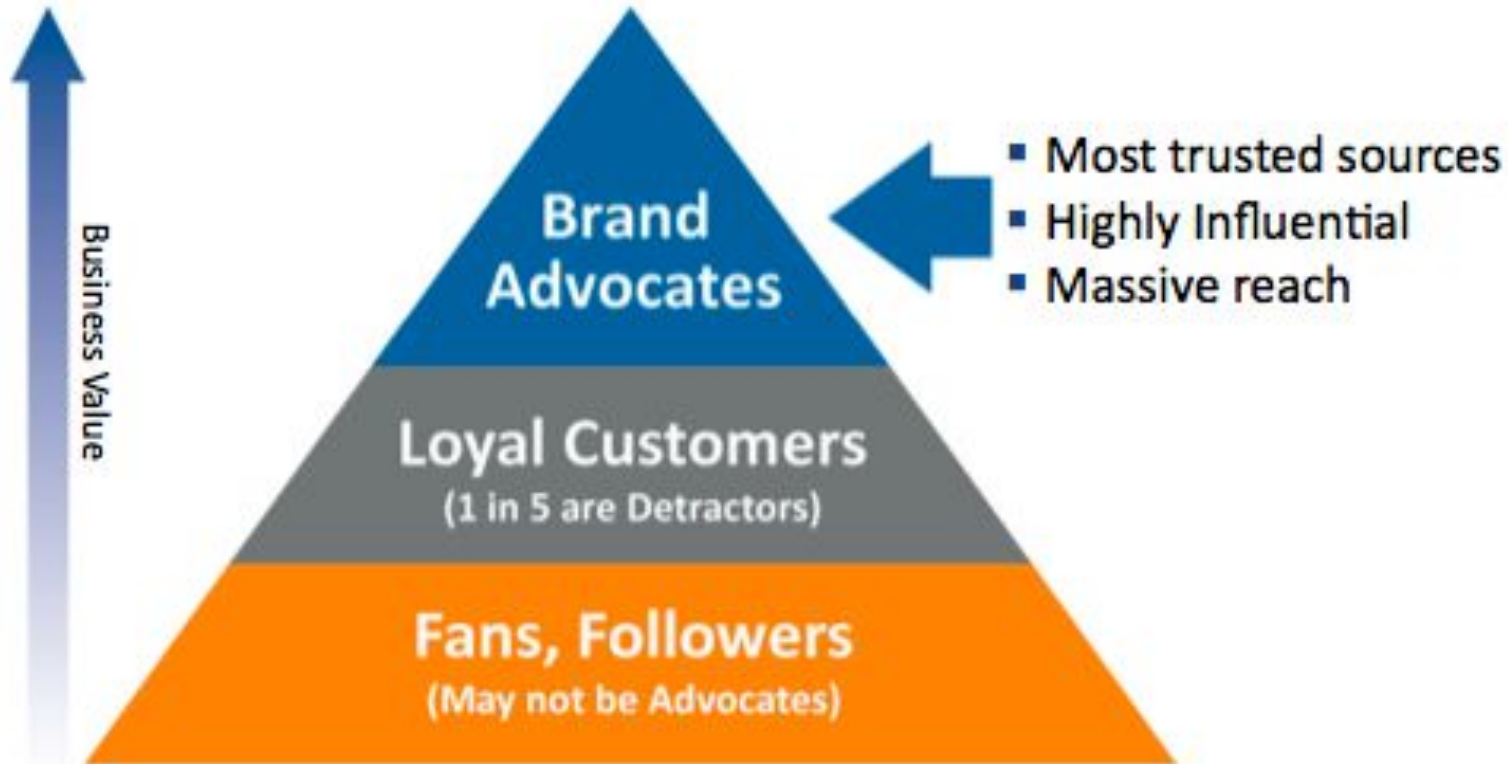 Business Value
Brand
Advocates
▪ Most trusted sources
▪ Highly Influential
▪ Massive reach
Loyal Customers
(1 in 5 are Detractors)
Fans, Followers
(May not be Advocates)